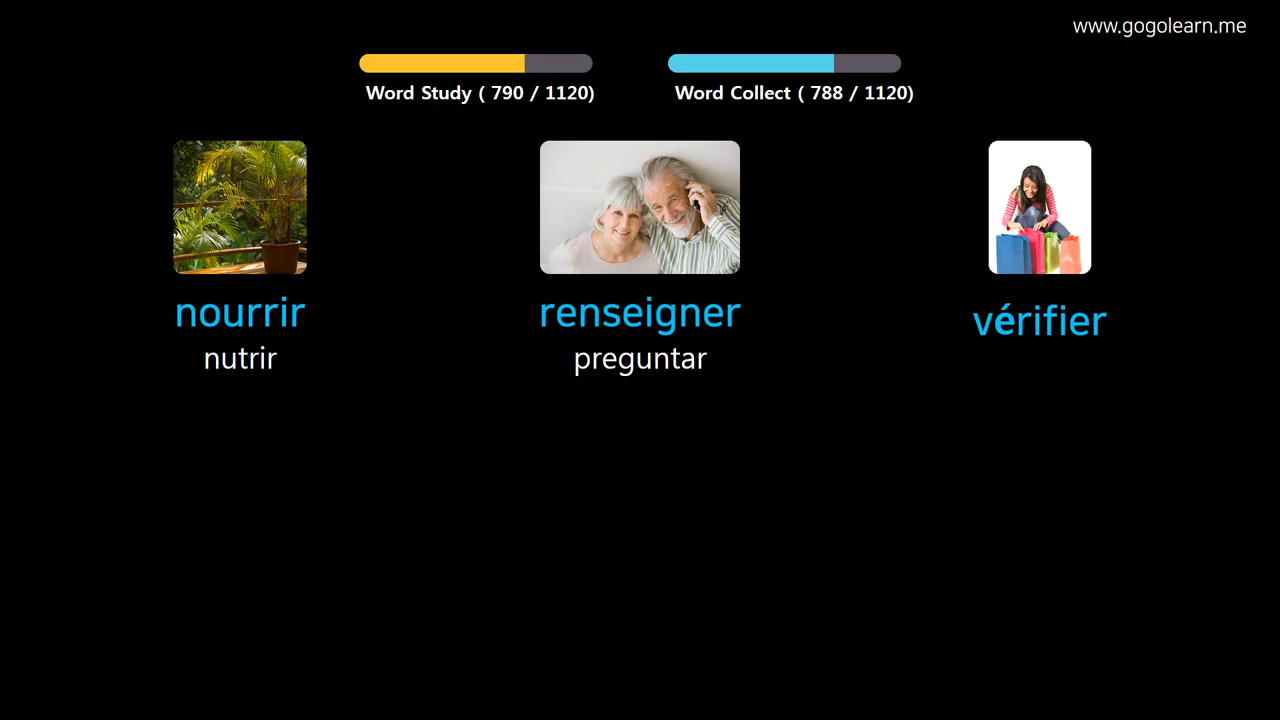 www.gogolearn.me
Word Study ( 790 / 1120)
Word Collect ( 788 / 1120)
nourrir
renseigner
vérifier
nutrir
preguntar